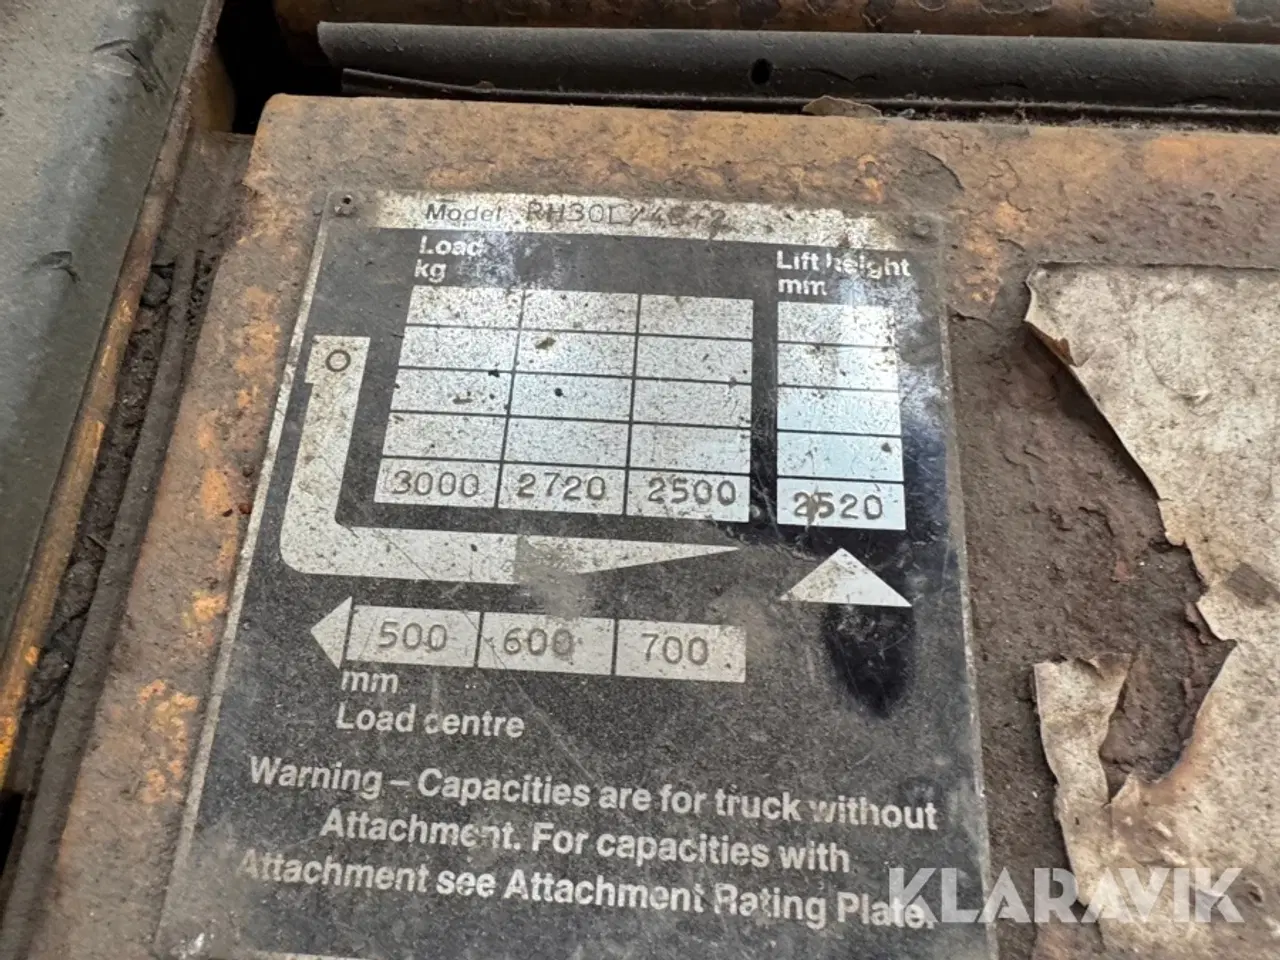 Model
Load
kg
Lift height
mm
3000 2720 2500 2520
500 600 700
mm
Load centre
Warning – Capacities are for truck without
Attachment. For capacities with
Attachment see Attachment Rating Plate.
KLARAVIK